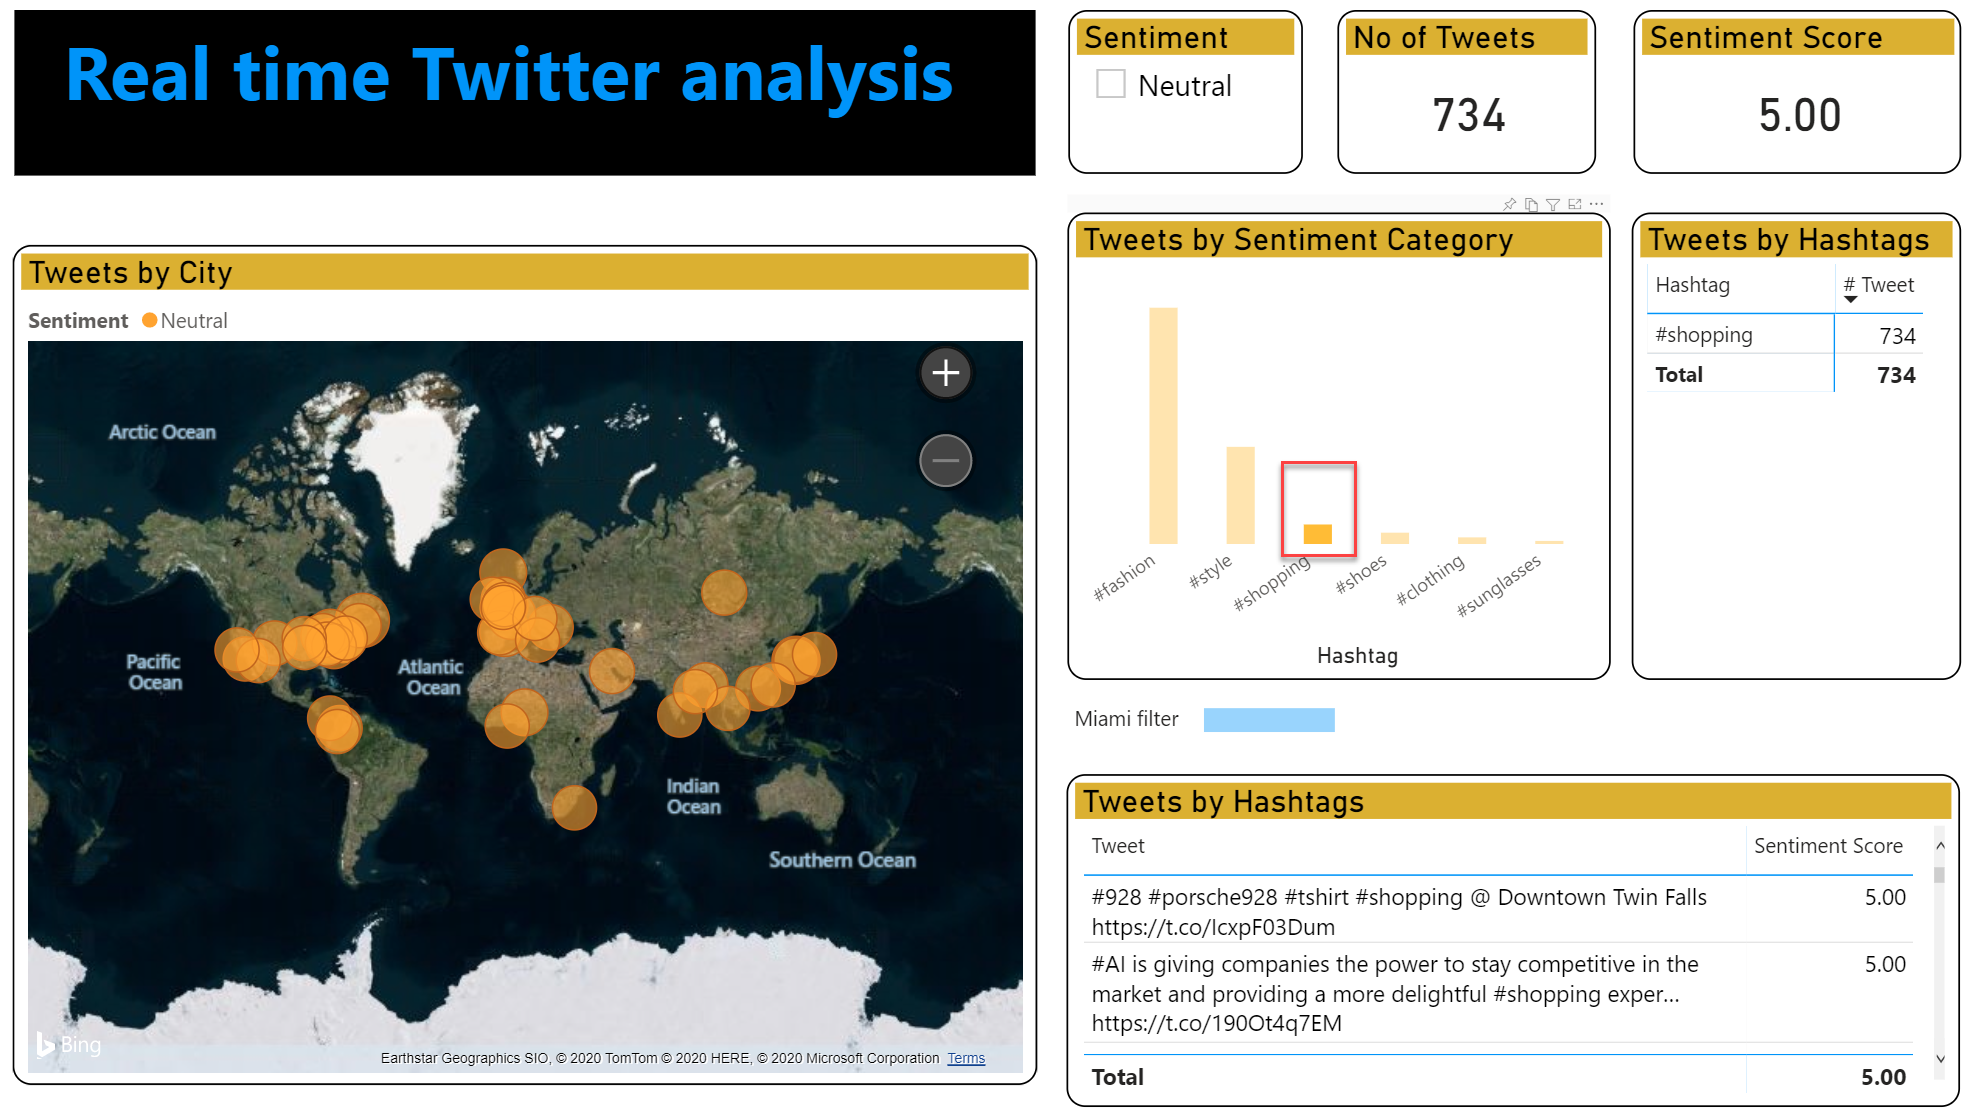 Real time Twitter analysis
Sentiment
Neutral
No of Tweets
734
Sentiment Score
5.00
Tweets by City
Sentiment Neutral
Arctic Ocean
Pacific
Ocean
Atlantic
Ocean
Indian
Ocean
Southern Ocean
Bing
Earthstar Geographics SIO, © 2020 TomTom © 2020 HERE, © 2020 Microsoft Corporation Terms
Tweets by Sentiment Category
#fashion
#style
#shopping
#shoes
#clothing
#sunglasses
Hashtag
Tweets by Hashtags
Hashtag # Tweet
#shopping 734
Total 734
Miami filter
Tweets by Hashtags
Tweet Sentiment Score
#928 #porsche928 #tshirt #shopping @ Downtown Twin Falls 5.00
https://t.co/IcxpF03Dum
#AI is giving companies the power to stay competitive in the 5.00
market and providing a more delightful #shopping exper...
https://t.co/190Ot4q7EM
Total 5.00